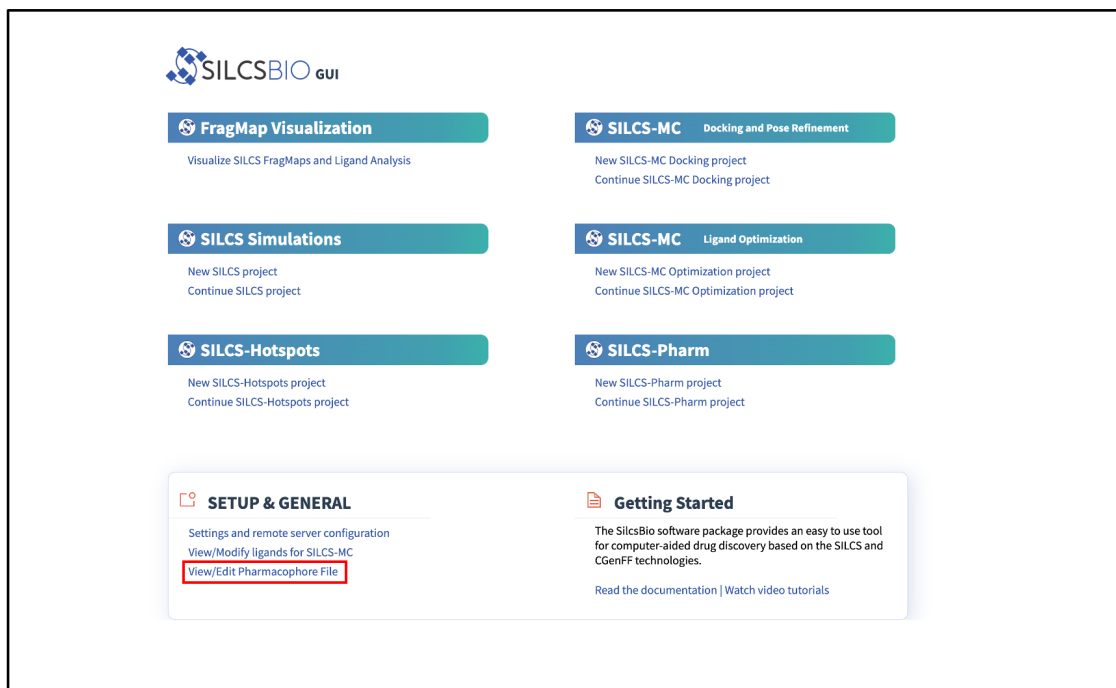 SILCSBIO GUI
FragMap Visualization
Visualize SILCS FragMaps and Ligand Analysis
SILCS-MC Docking and Pose Refinement
New SILCS-MC Docking project
Continue SILCS-MC Docking project
SILCS Simulations
New SILCS project
Continue SILCS project
SILCS-MC Ligand Optimization
New SILCS-MC Optimization project
Continue SILCS-MC Optimization project
SILCS-Hotspots
New SILCS-Hotspots project
Continue SILCS-Hotspots project
SILCS-Pharm
New SILCS-Pharm project
Continue SILCS-Pharm project
SETUP & GENERAL
Settings and remote server configuration
View/Modify ligands for SILCS-MC
View/Edit Pharmacophore File
Getting Started
The SilcsBio software package provides an easy to use tool
for computer-aided drug discovery based on the SILCS and
CGenFF technologies.
Read the documentation | Watch video tutorials